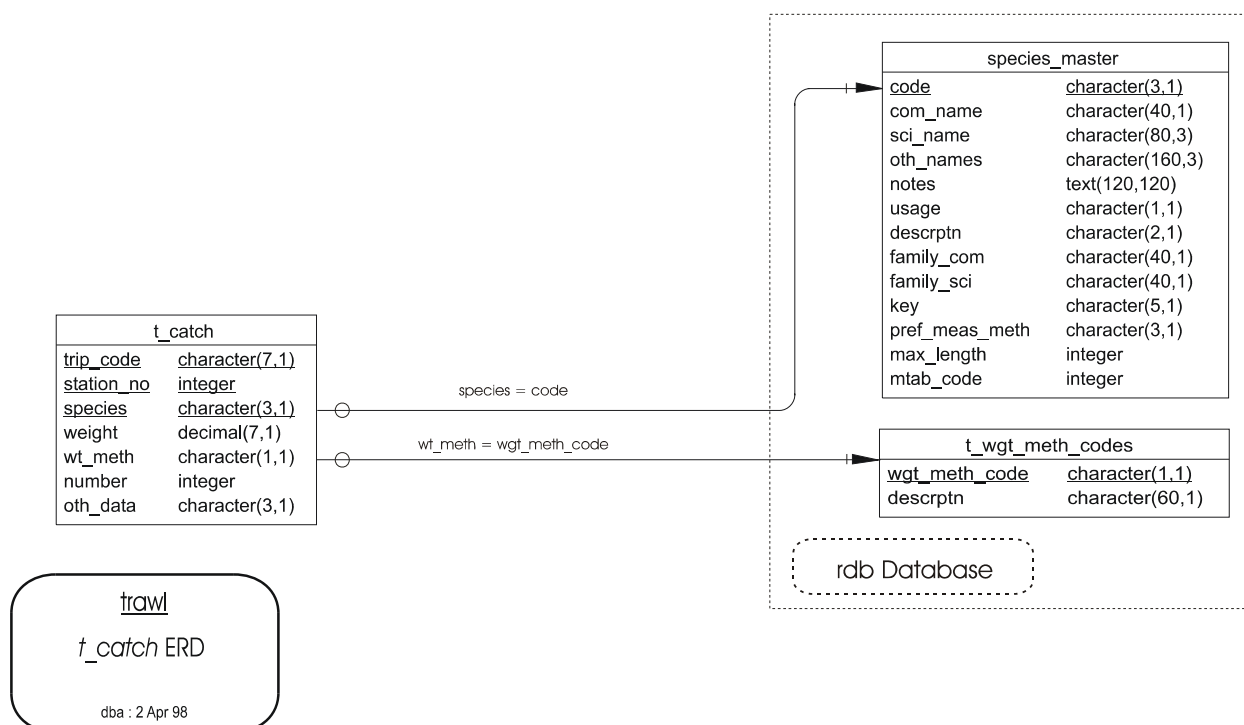 species_master
code character(3,1)
com_name character(40,1)
sci_name character(80,3)
oth_names character(160,3)
notes text(120,120)
usage character(1,1)
descrptn character(2,1)
family_com character(40,1)
family_sci character(40,1)
key character(5,1)
pref_meas_meth character(3,1)
max_length integer
mtab_code integer
t_catch
trip_code character(7,1)
station_no integer
species character(3,1)
weight decimal(7,1)
wt_meth character(1,1)
number integer
oth_data character(3,1)
species = code
wt_meth = wgt_meth_code
t_wgt_meth_codes
wgt_meth_code character(1,1)
descrptn character(60,1)
rdb Database
trawl
t_catch ERD
dba : 2 Apr 98